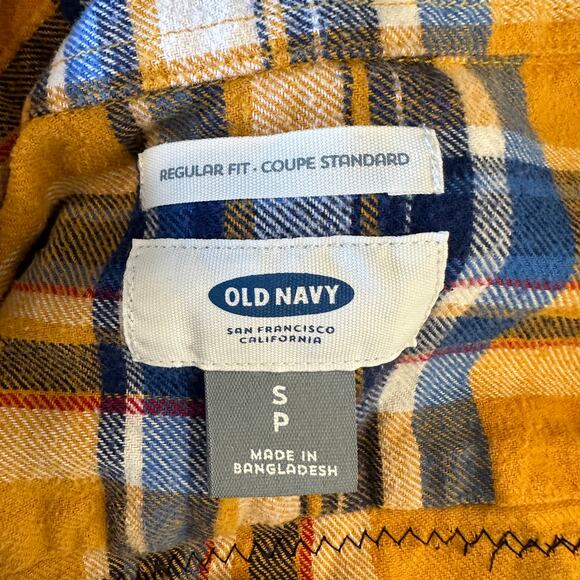 REGULAR FIT · COUPE STANDARD
OLD NAVY
SAN FRANCISCO
CALIFORNIA
S
P
MADE IN
BANGLADESH